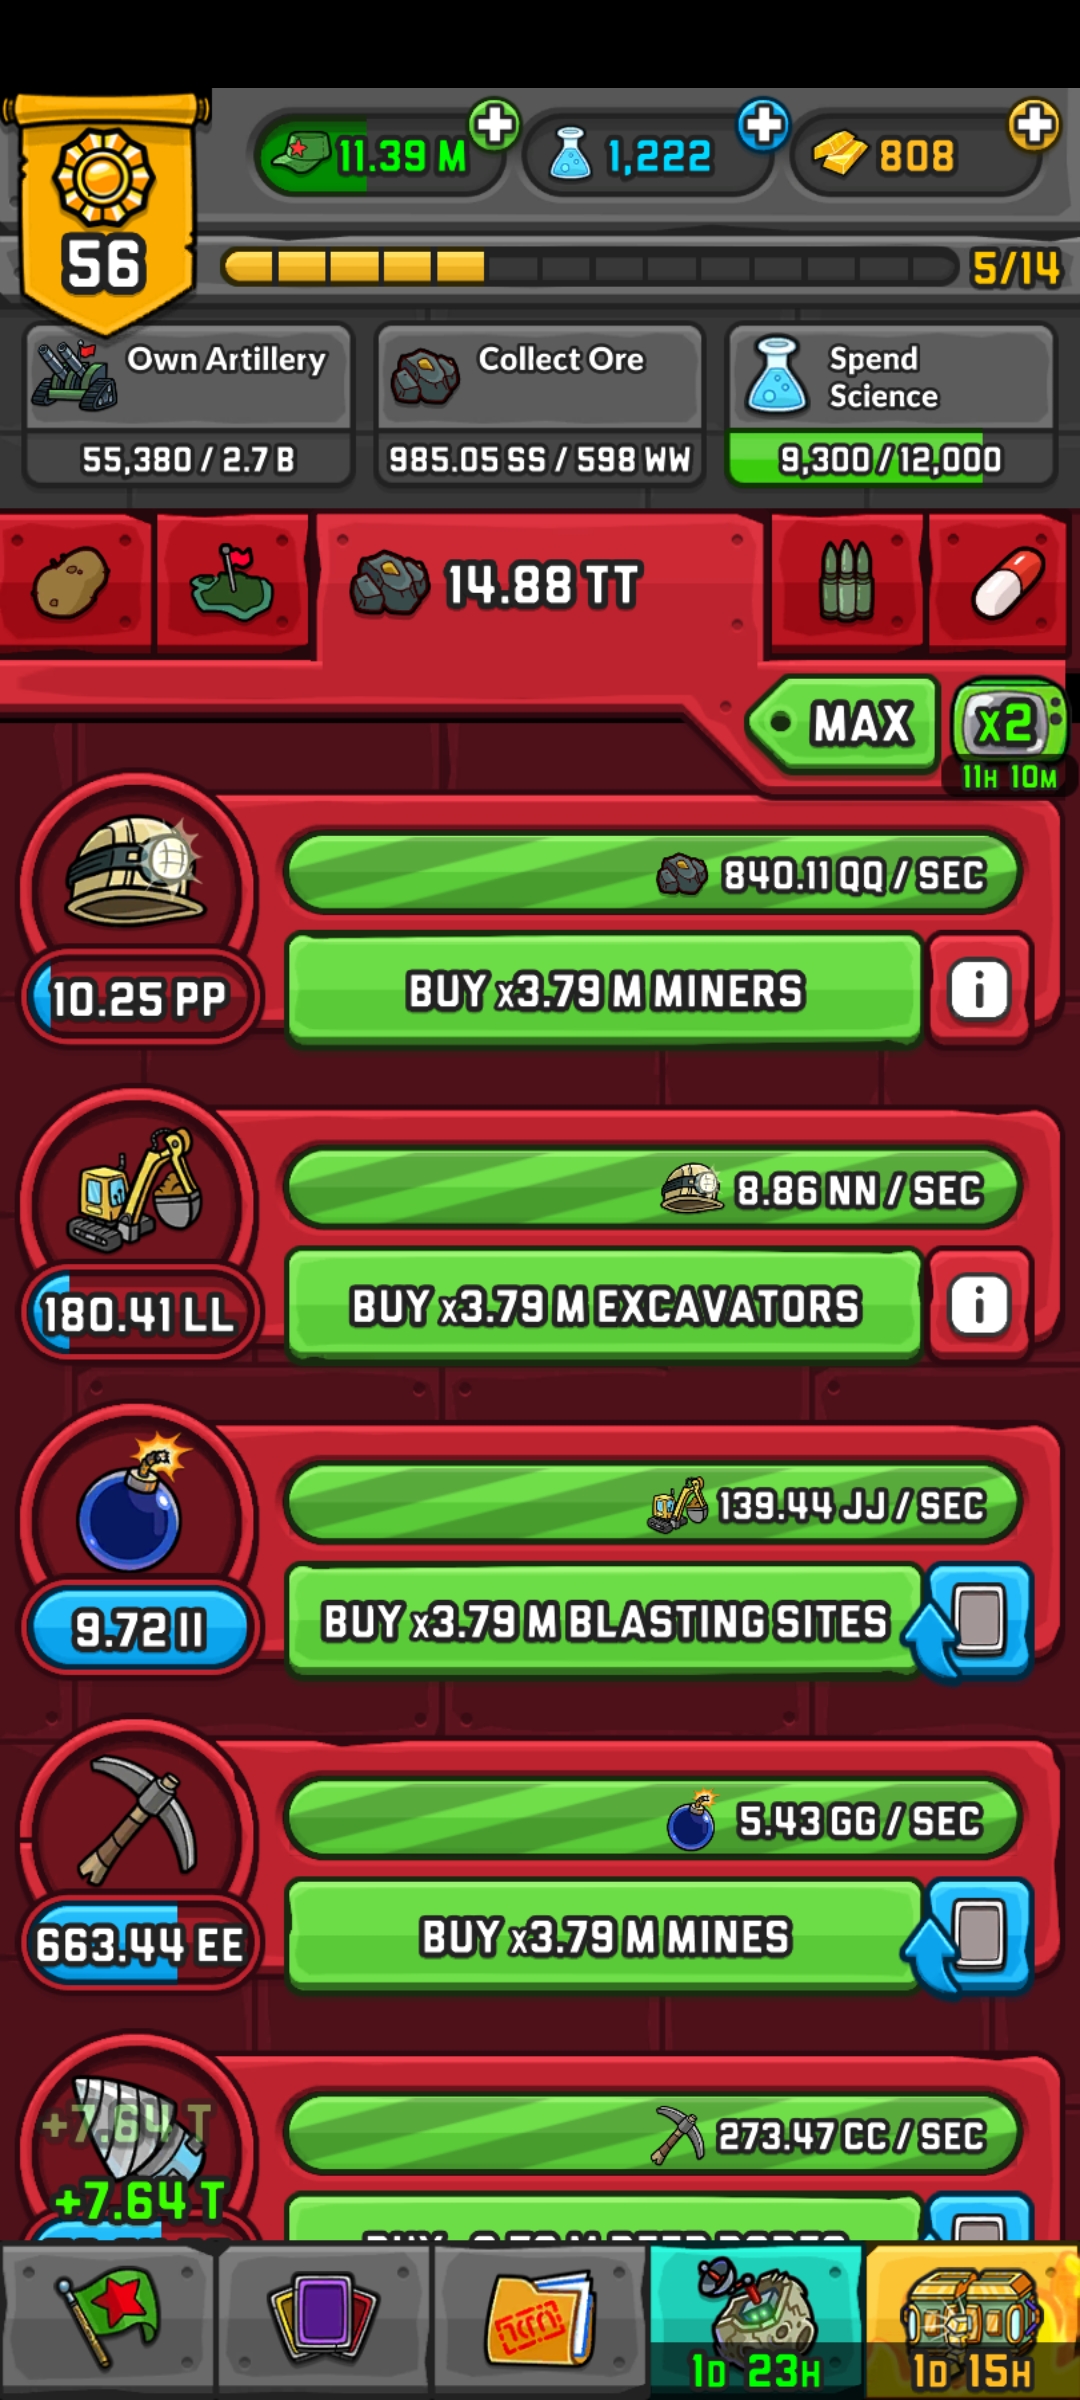 11.39 M
1,222
808
56
5/14
Own Artillery
55,380 / 2.7 B
Collect Ore
985.05 SS / 598 WW
Spend
Science
9,300 / 12,000
14.88 TT
MAX
x2
11H 10M
840.11 QQ / SEC
10.25 PP
BUY x3.79 M MINERS
i
8.86 NN / SEC
180.41 LL
BUY x3.79 M EXCAVATORS
i
139.44 JJ / SEC
9.72 II
BUY x3.79 M BLASTING SITES
5.43 GG / SEC
663.44 EE
BUY x3.79 M MINES
+7.64 T
273.47 CC / SEC
+7.64 T
1D 23H
1D 15H